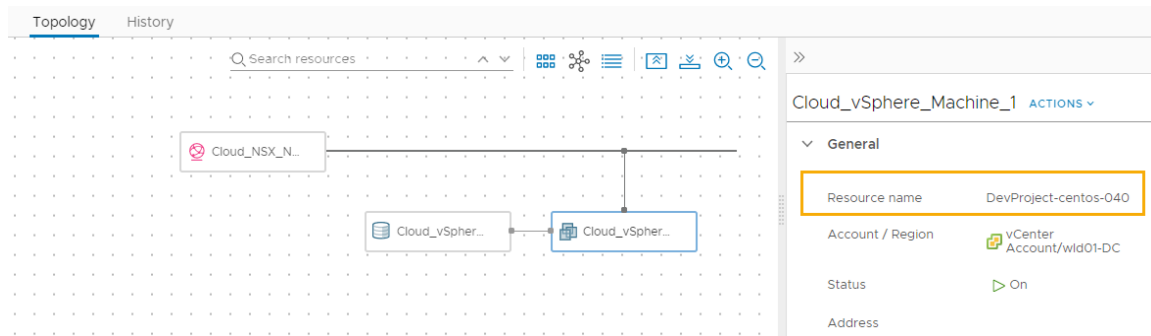 Topology History
Search resources
Cloud_NSX_N...
Cloud_vSpher...
Cloud_vSpher...
Cloud_vSphere_Machine_1 ACTIONS
General
Resource name DevProject-centos-040
Account / Region vCenter
Account/wld01-DC
Status On
Address